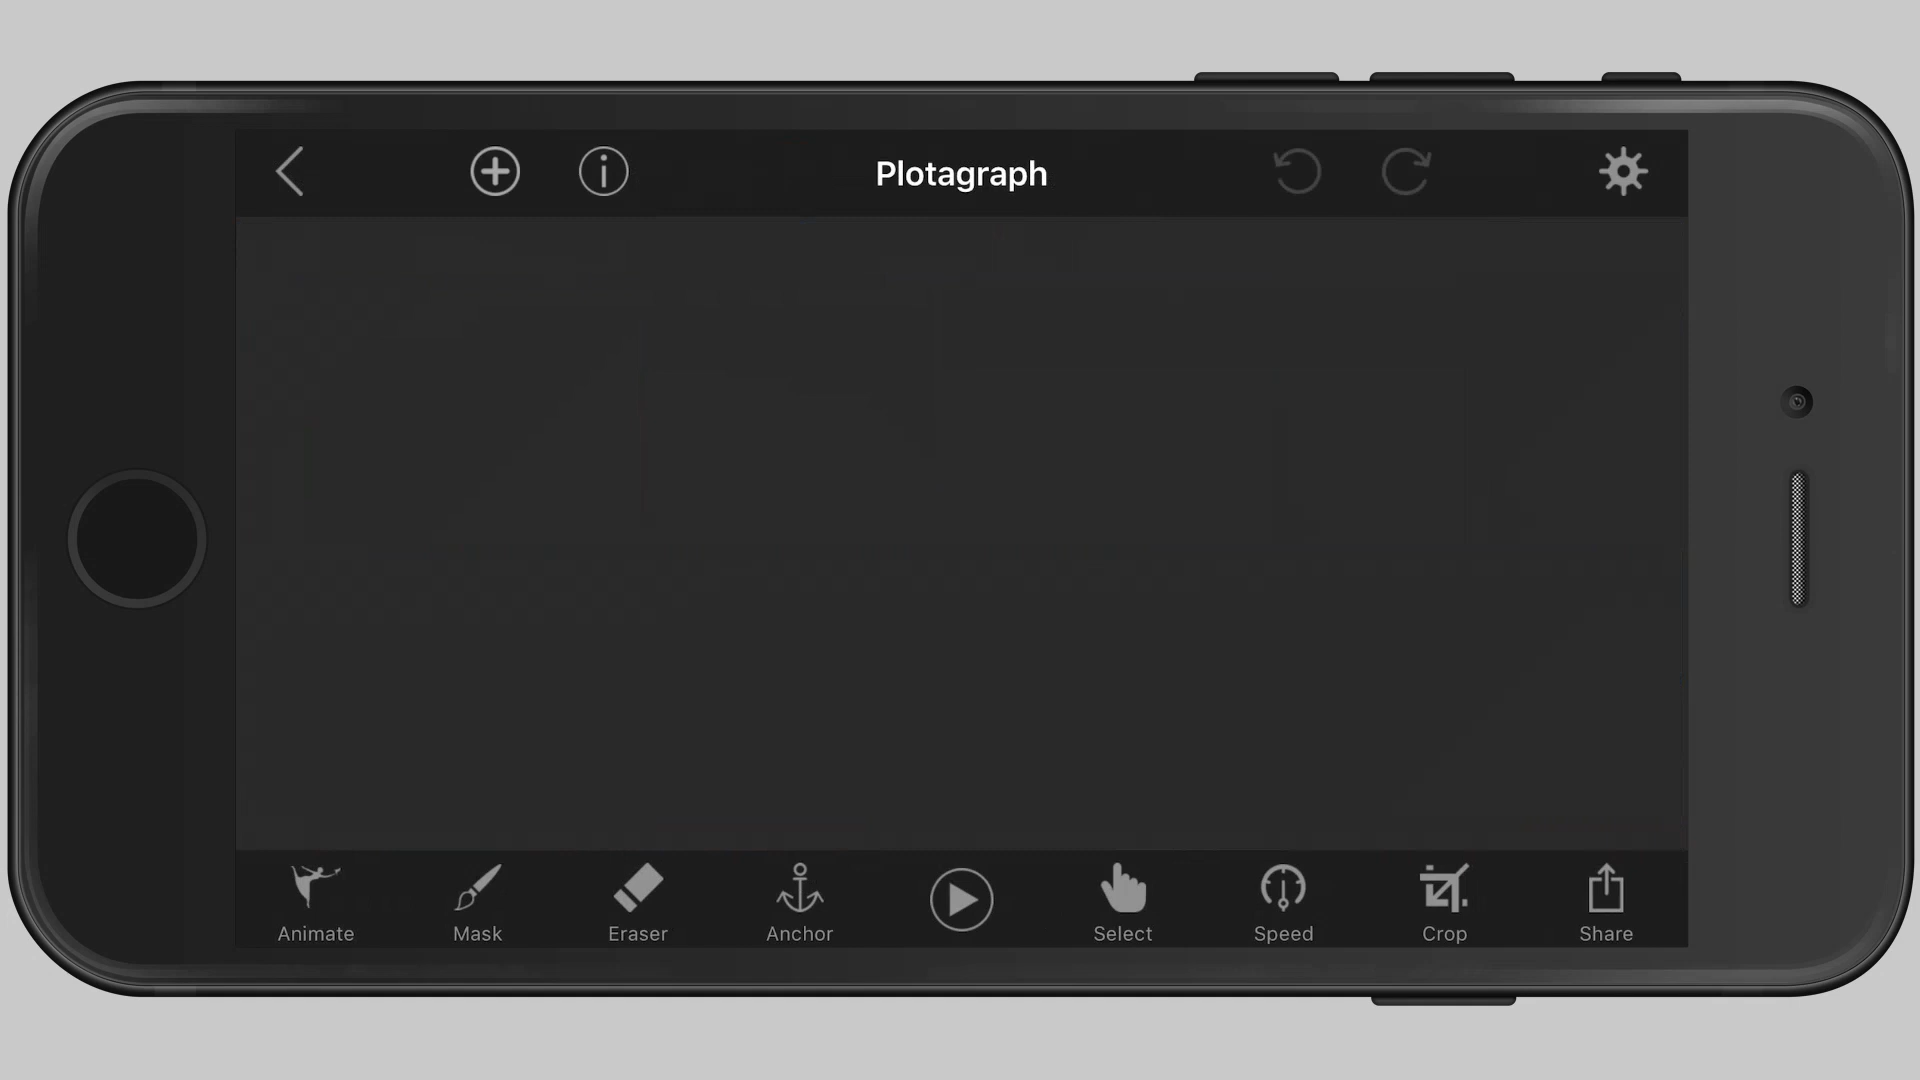 Plotagraph
Animate
Mask
Eraser
Anchor
Select
Speed
Crop
Share